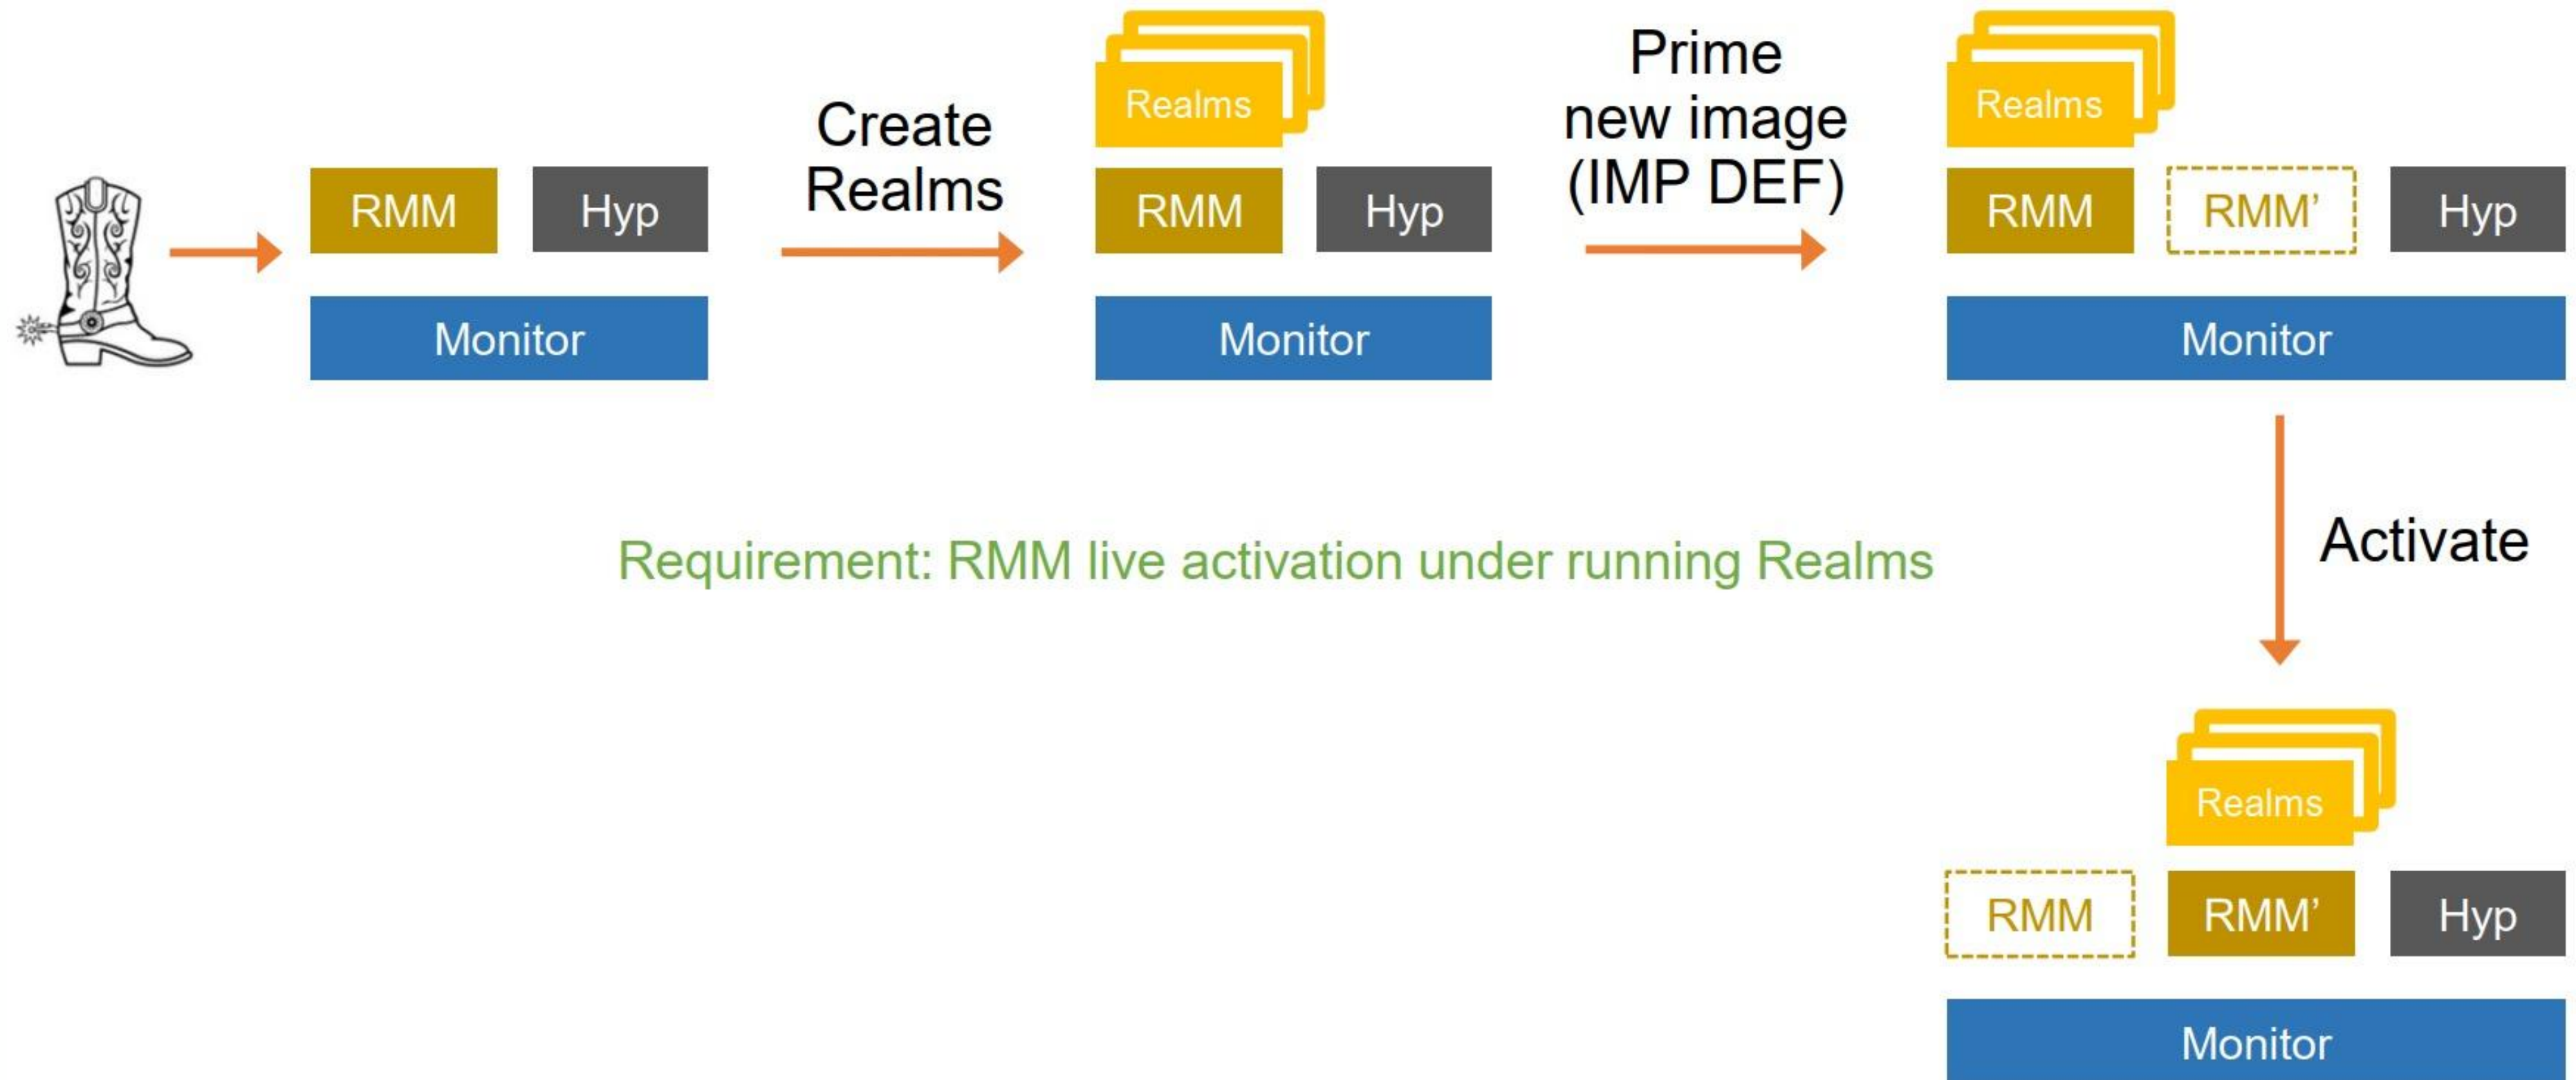 RMM
Hyp
Monitor
Create
Realms
Realms
RMM
Hyp
Monitor
Prime
new image
(IMP DEF)
Realms
RMM
RMM’
Hyp
Monitor
Requirement: RMM live activation under running Realms
Activate
Realms
RMM
RMM’
Hyp
Monitor